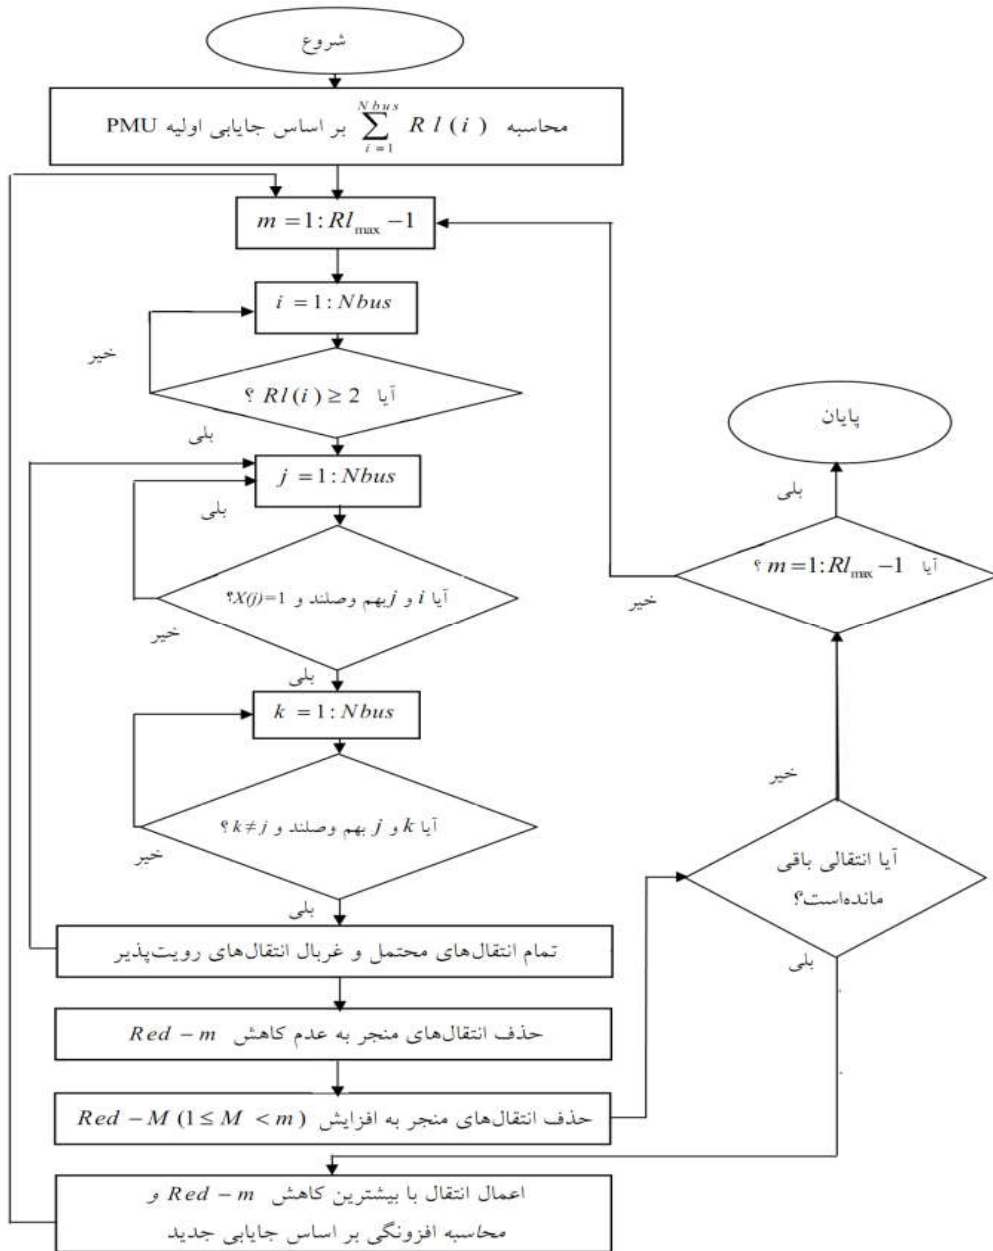 شروع
محاسبه $\sum_{i=1}^{Nbus} Rl(i)$ بر اساس جایابی اولیه PMU
m = 1 : Rl_max − 1
i = 1 : Nbus
خیر
آیا Rl(i) ≥ 2 ؟
بلی
j = 1 : Nbus
بلی
آیا i و j بهم وصلند و X(j)=1؟
خیر
بلی
k = 1 : Nbus
آیا k و j بهم وصلند و k≠j ؟
خیر
بلی
تمام انتقال‌های محتمل و غربال انتقال‌های رویت‌پذیر
حذف انتقال‌های منجر به عدم کاهش Red − m
حذف انتقال‌های منجر به افزایش Red − M (1 ≤ M < m)
اعمال انتقال با بیشترین کاهش Red − m و
محاسبه افزونگی بر اساس جایابی جدید
پایان
بلی
آیا m = 1 : Rl_max − 1 ؟
خیر
خیر
آیا انتقالی باقی
مانده‌است؟
بلی